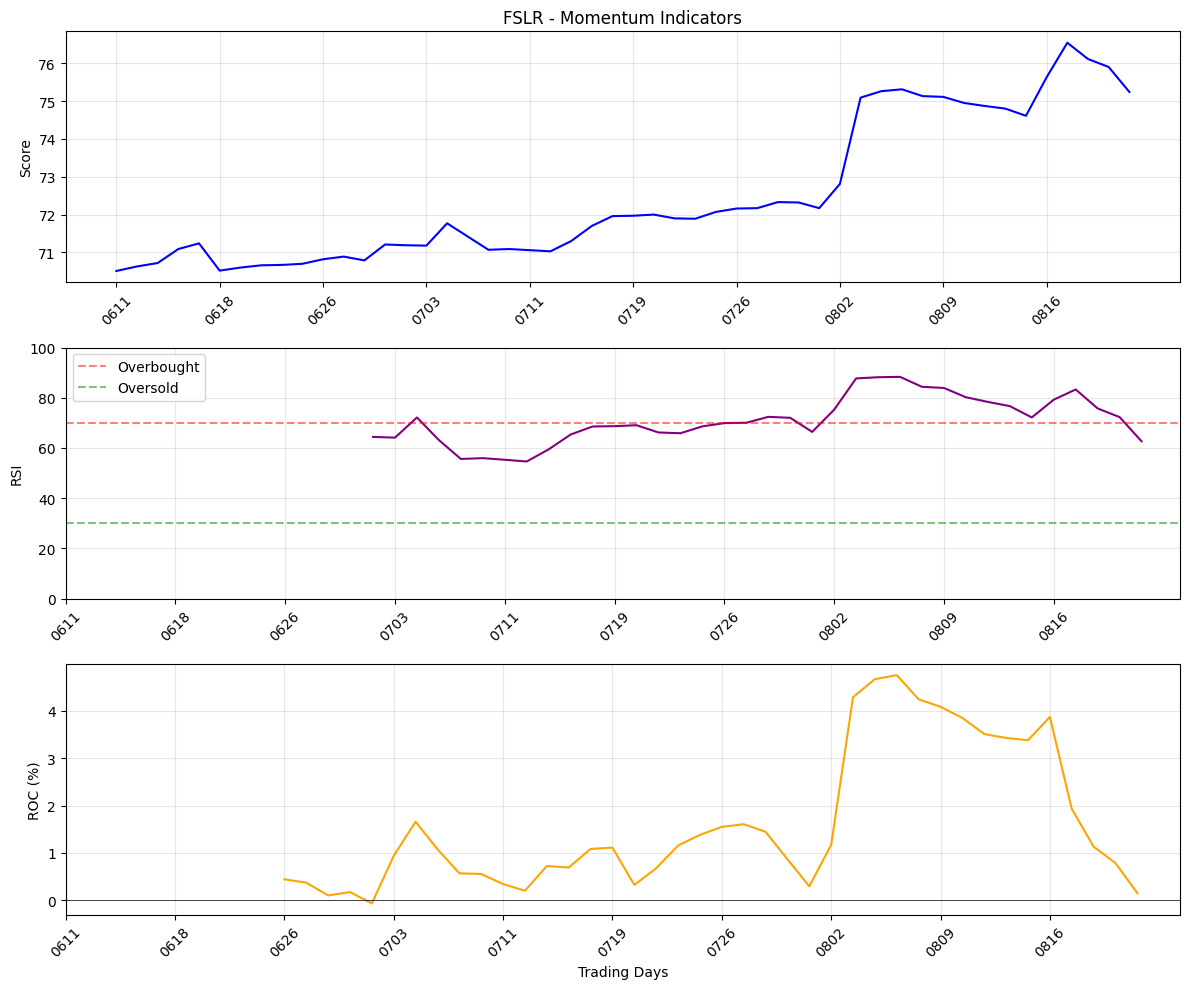 FSLR - Momentum Indicators
Score
76
75
74
73
72
71
0611 0618 0626 0703 0711 0719 0726 0802 0809 0816
RSI
100
80
60
40
20
0
Overbought
Oversold
0611 0618 0626 0703 0711 0719 0726 0802 0809 0816
ROC (%)
4
3
2
1
0
0611 0618 0626 0703 0711 0719 0726 0802 0809 0816
Trading Days